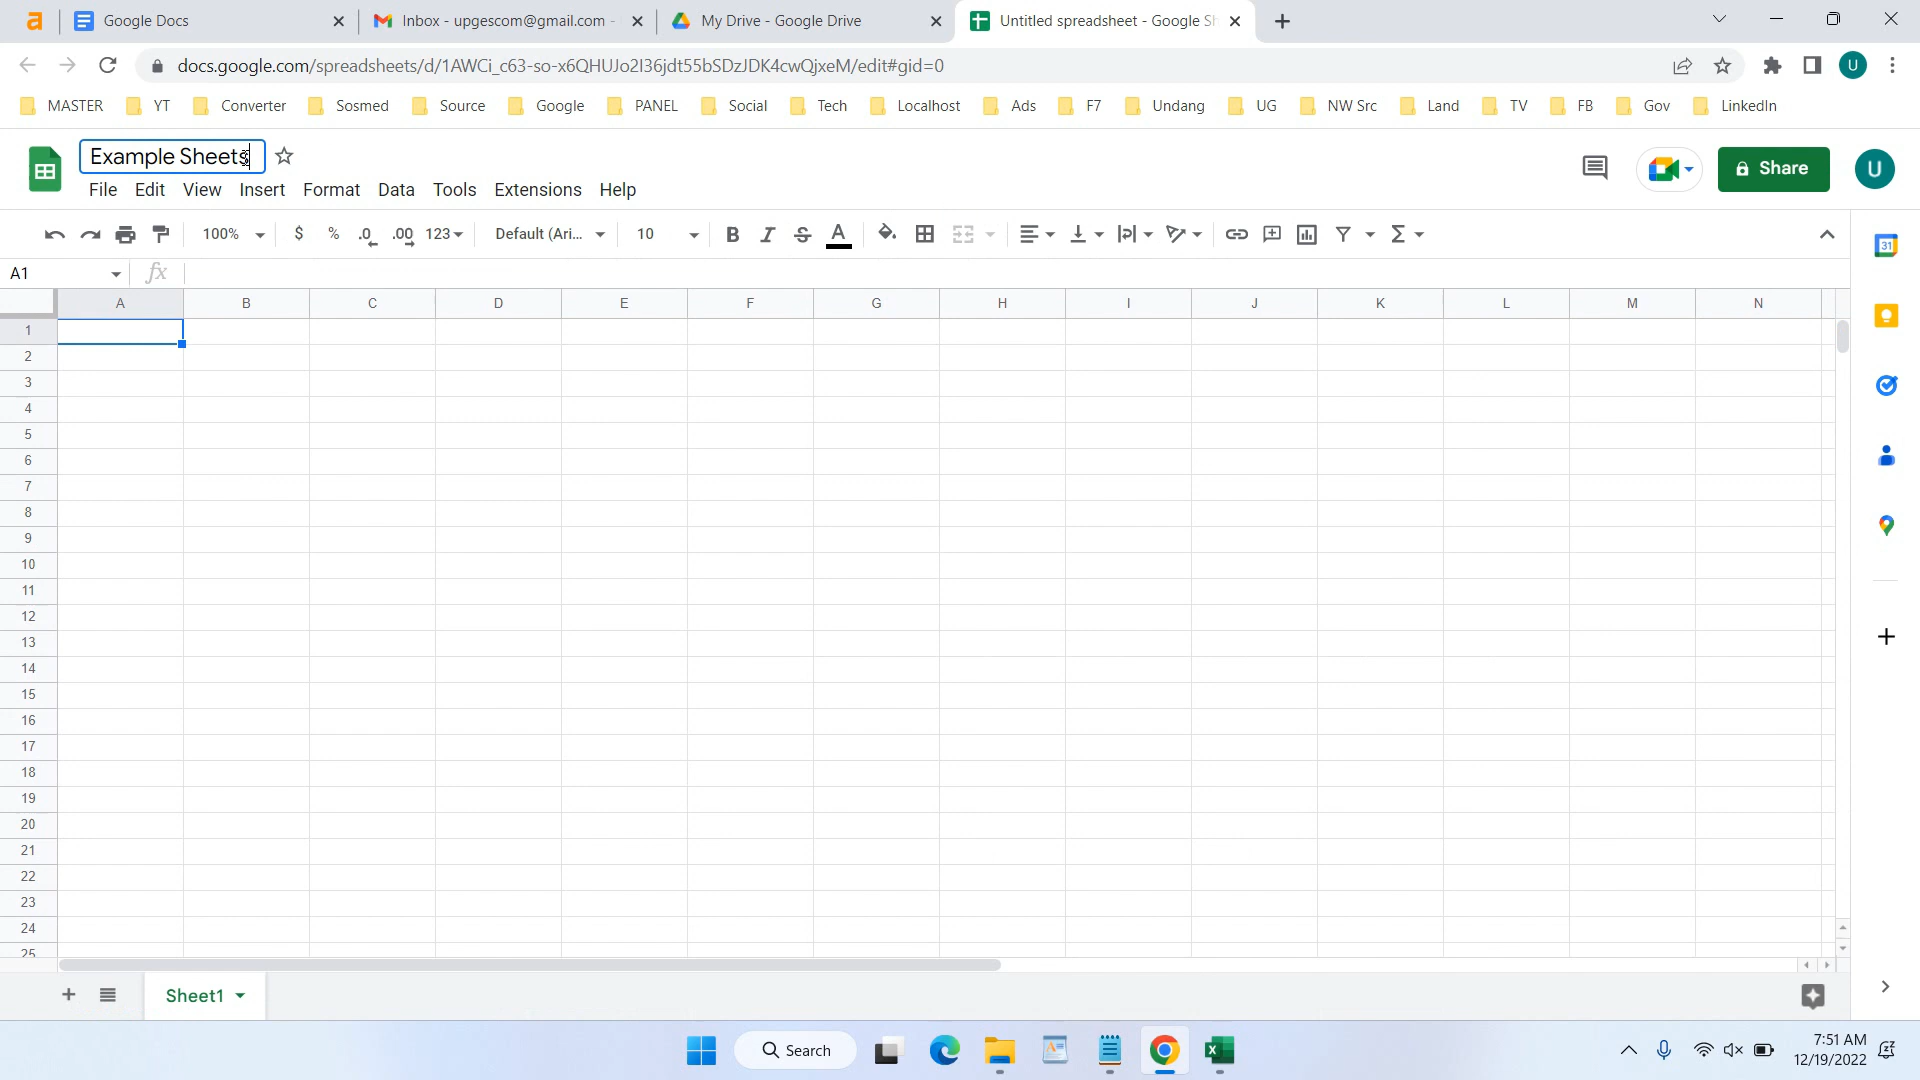 a
Google Docs
Inbox - upgescom@gmail.com -
My Drive - Google Drive
Untitled spreadsheet - Google Sh
docs.google.com/spreadsheets/d/1AWCi_c63-so-x6QHUJo2I36jdt55bSDzJDK4cwQjxeM/edit#gid=0
U
MASTER YT Converter Sosmed Source Google PANEL Social Tech Localhost Ads F7 Undang UG NW Src Land TV FB Gov LinkedIn
Example Sheets
Share
U
File Edit View Insert Format Data Tools Extensions Help
100% $ % .0 .00 123 Default (Ari... 10 B I S A Σ
31
A1 fx
A B C D E F G H I J K L M N
1
2
3
4
5
6
7
8
9
10
11
12
13
14
15
16
17
18
19
20
21
22
23
24
25
Sheet1
Search
7:51 AM
12/19/2022